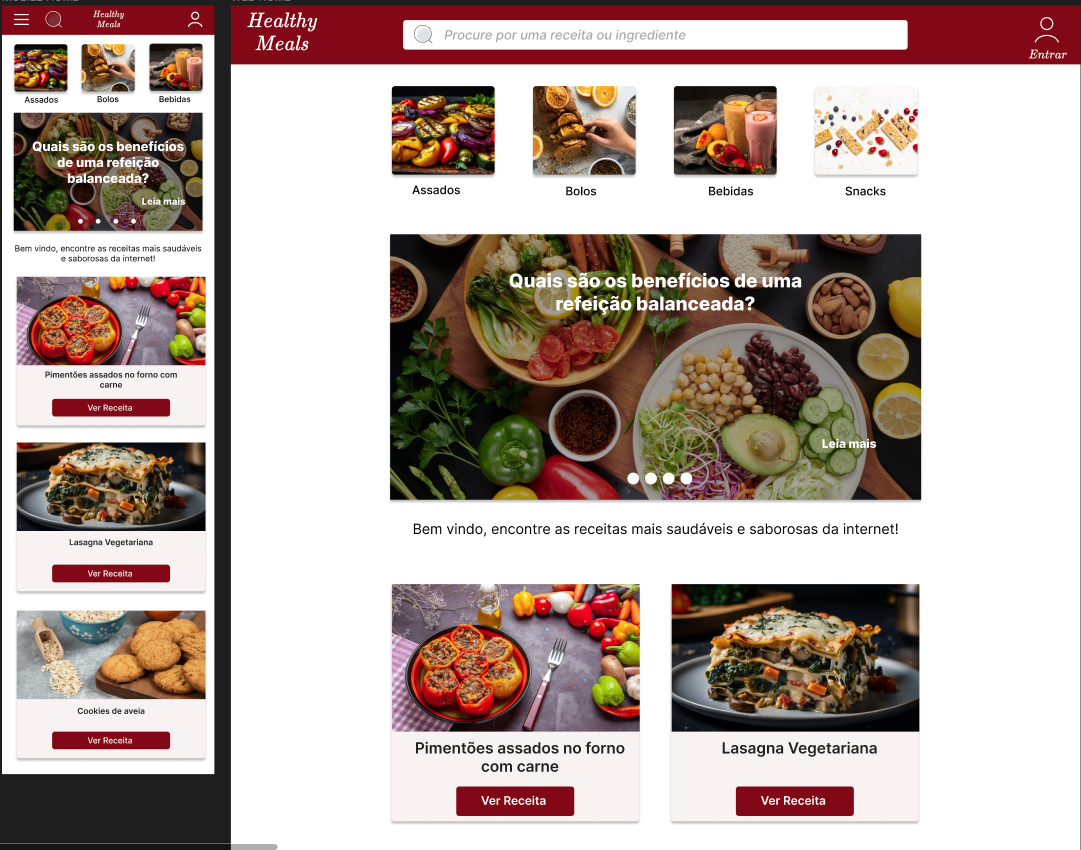 Healthy
Meals
Assados
Bolos
Bebidas
Quais são os benefícios
de uma refeição
balanceada?
Leia mais
Bem vindo, encontre as receitas mais saudáveis
e saborosas da internet!
Pimentões assados no forno com
carne
Ver Receita
Lasagna Vegetariana
Ver Receita
Cookies de aveia
Ver Receita
Healthy
Meals
Procure por uma receita ou ingrediente
Entrar
Assados
Bolos
Bebidas
Snacks
Quais são os benefícios de uma
refeição balanceada?
Leia mais
Bem vindo, encontre as receitas mais saudáveis e saborosas da internet!
Pimentões assados no forno
com carne
Ver Receita
Lasagna Vegetariana
Ver Receita